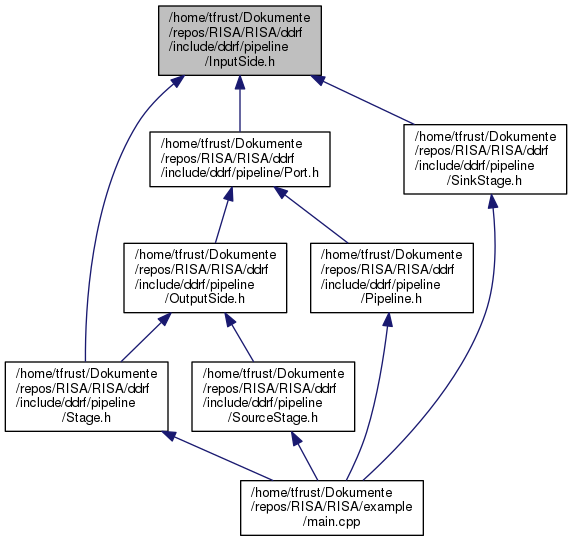 /home/tfrust/Dokumente
/repos/RISA/RISA/ddrf
/include/ddrf/pipeline
/InputSide.h
/home/tfrust/Dokumente
/repos/RISA/RISA/ddrf
/include/ddrf/pipeline/Port.h
/home/tfrust/Dokumente
/repos/RISA/RISA/ddrf
/include/ddrf/pipeline
/SinkStage.h
/home/tfrust/Dokumente
/repos/RISA/RISA/ddrf
/include/ddrf/pipeline
/OutputSide.h
/home/tfrust/Dokumente
/repos/RISA/RISA/ddrf
/include/ddrf/pipeline
/Pipeline.h
/home/tfrust/Dokumente
/repos/RISA/RISA/ddrf
/include/ddrf/pipeline
/Stage.h
/home/tfrust/Dokumente
/repos/RISA/RISA/ddrf
/include/ddrf/pipeline
/SourceStage.h
/home/tfrust/Dokumente
/repos/RISA/RISA/example
/main.cpp